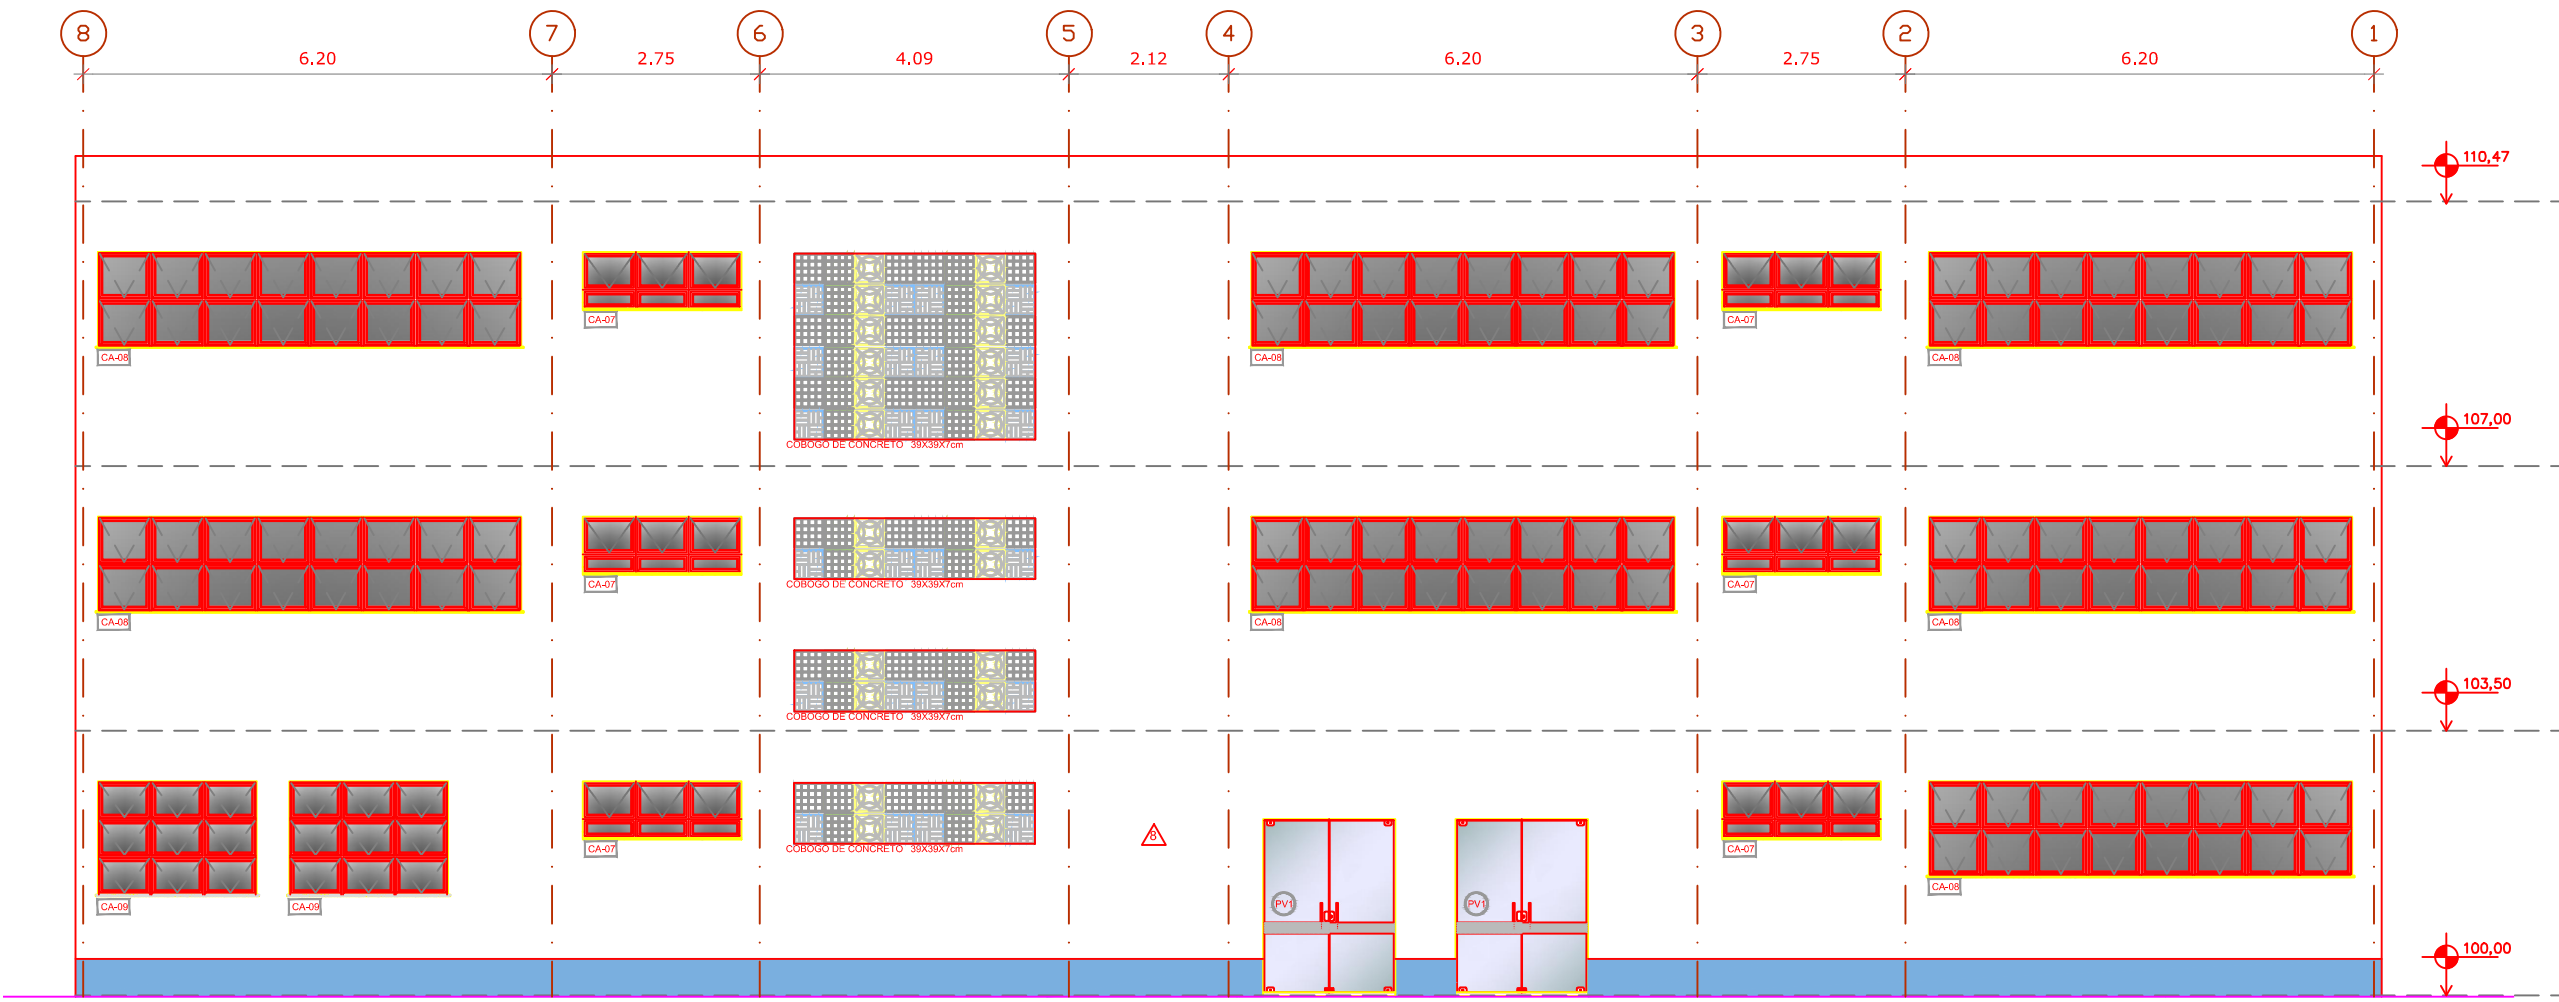 8 7 6 5 4 3 2 1
6.20 2.75 4.09 2.12 6.20 2.75 6.20
110,47
CA-07 CA-07
CA-08 CA-08 CA-08
107,00
COBOGO DE CONCRETO 39X39X7cm
CA-07 COBOGO DE CONCRETO 39X39X7cm CA-07
CA-08 CA-08 CA-08
103,50
COBOGO DE CONCRETO 39X39X7cm
8
CA-07 COBOGO DE CONCRETO 39X39X7cm CA-07
CA-08
CA-09 CA-09 PV1 PV1
100,00